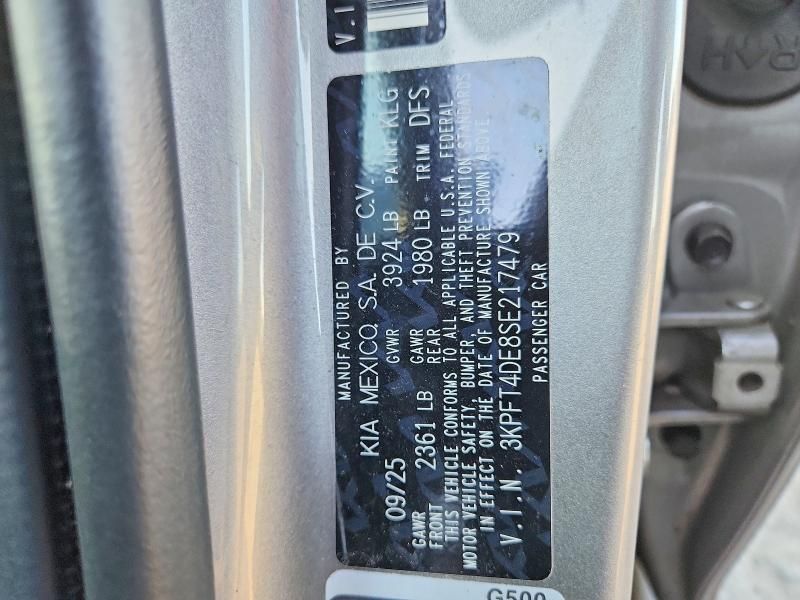 V.I.
MANUFACTURED BY
KIA MEXICO, S.A. DE C.V.
09/25 GVWR 3924 LB PAINT KLG
GAWR FRONT 2361 LB GAWR REAR 1980 LB TRIM DFS
THIS VEHICLE CONFORMS TO ALL APPLICABLE U.S.A. FEDERAL
MOTOR VEHICLE SAFETY, BUMPER, AND THEFT PREVENTION STANDARDS
IN EFFECT ON THE DATE OF MANUFACTURE SHOWN ABOVE.
V.I.N. 3KPFT4DE8SE217479
PASSENGER CAR
G500
RAH